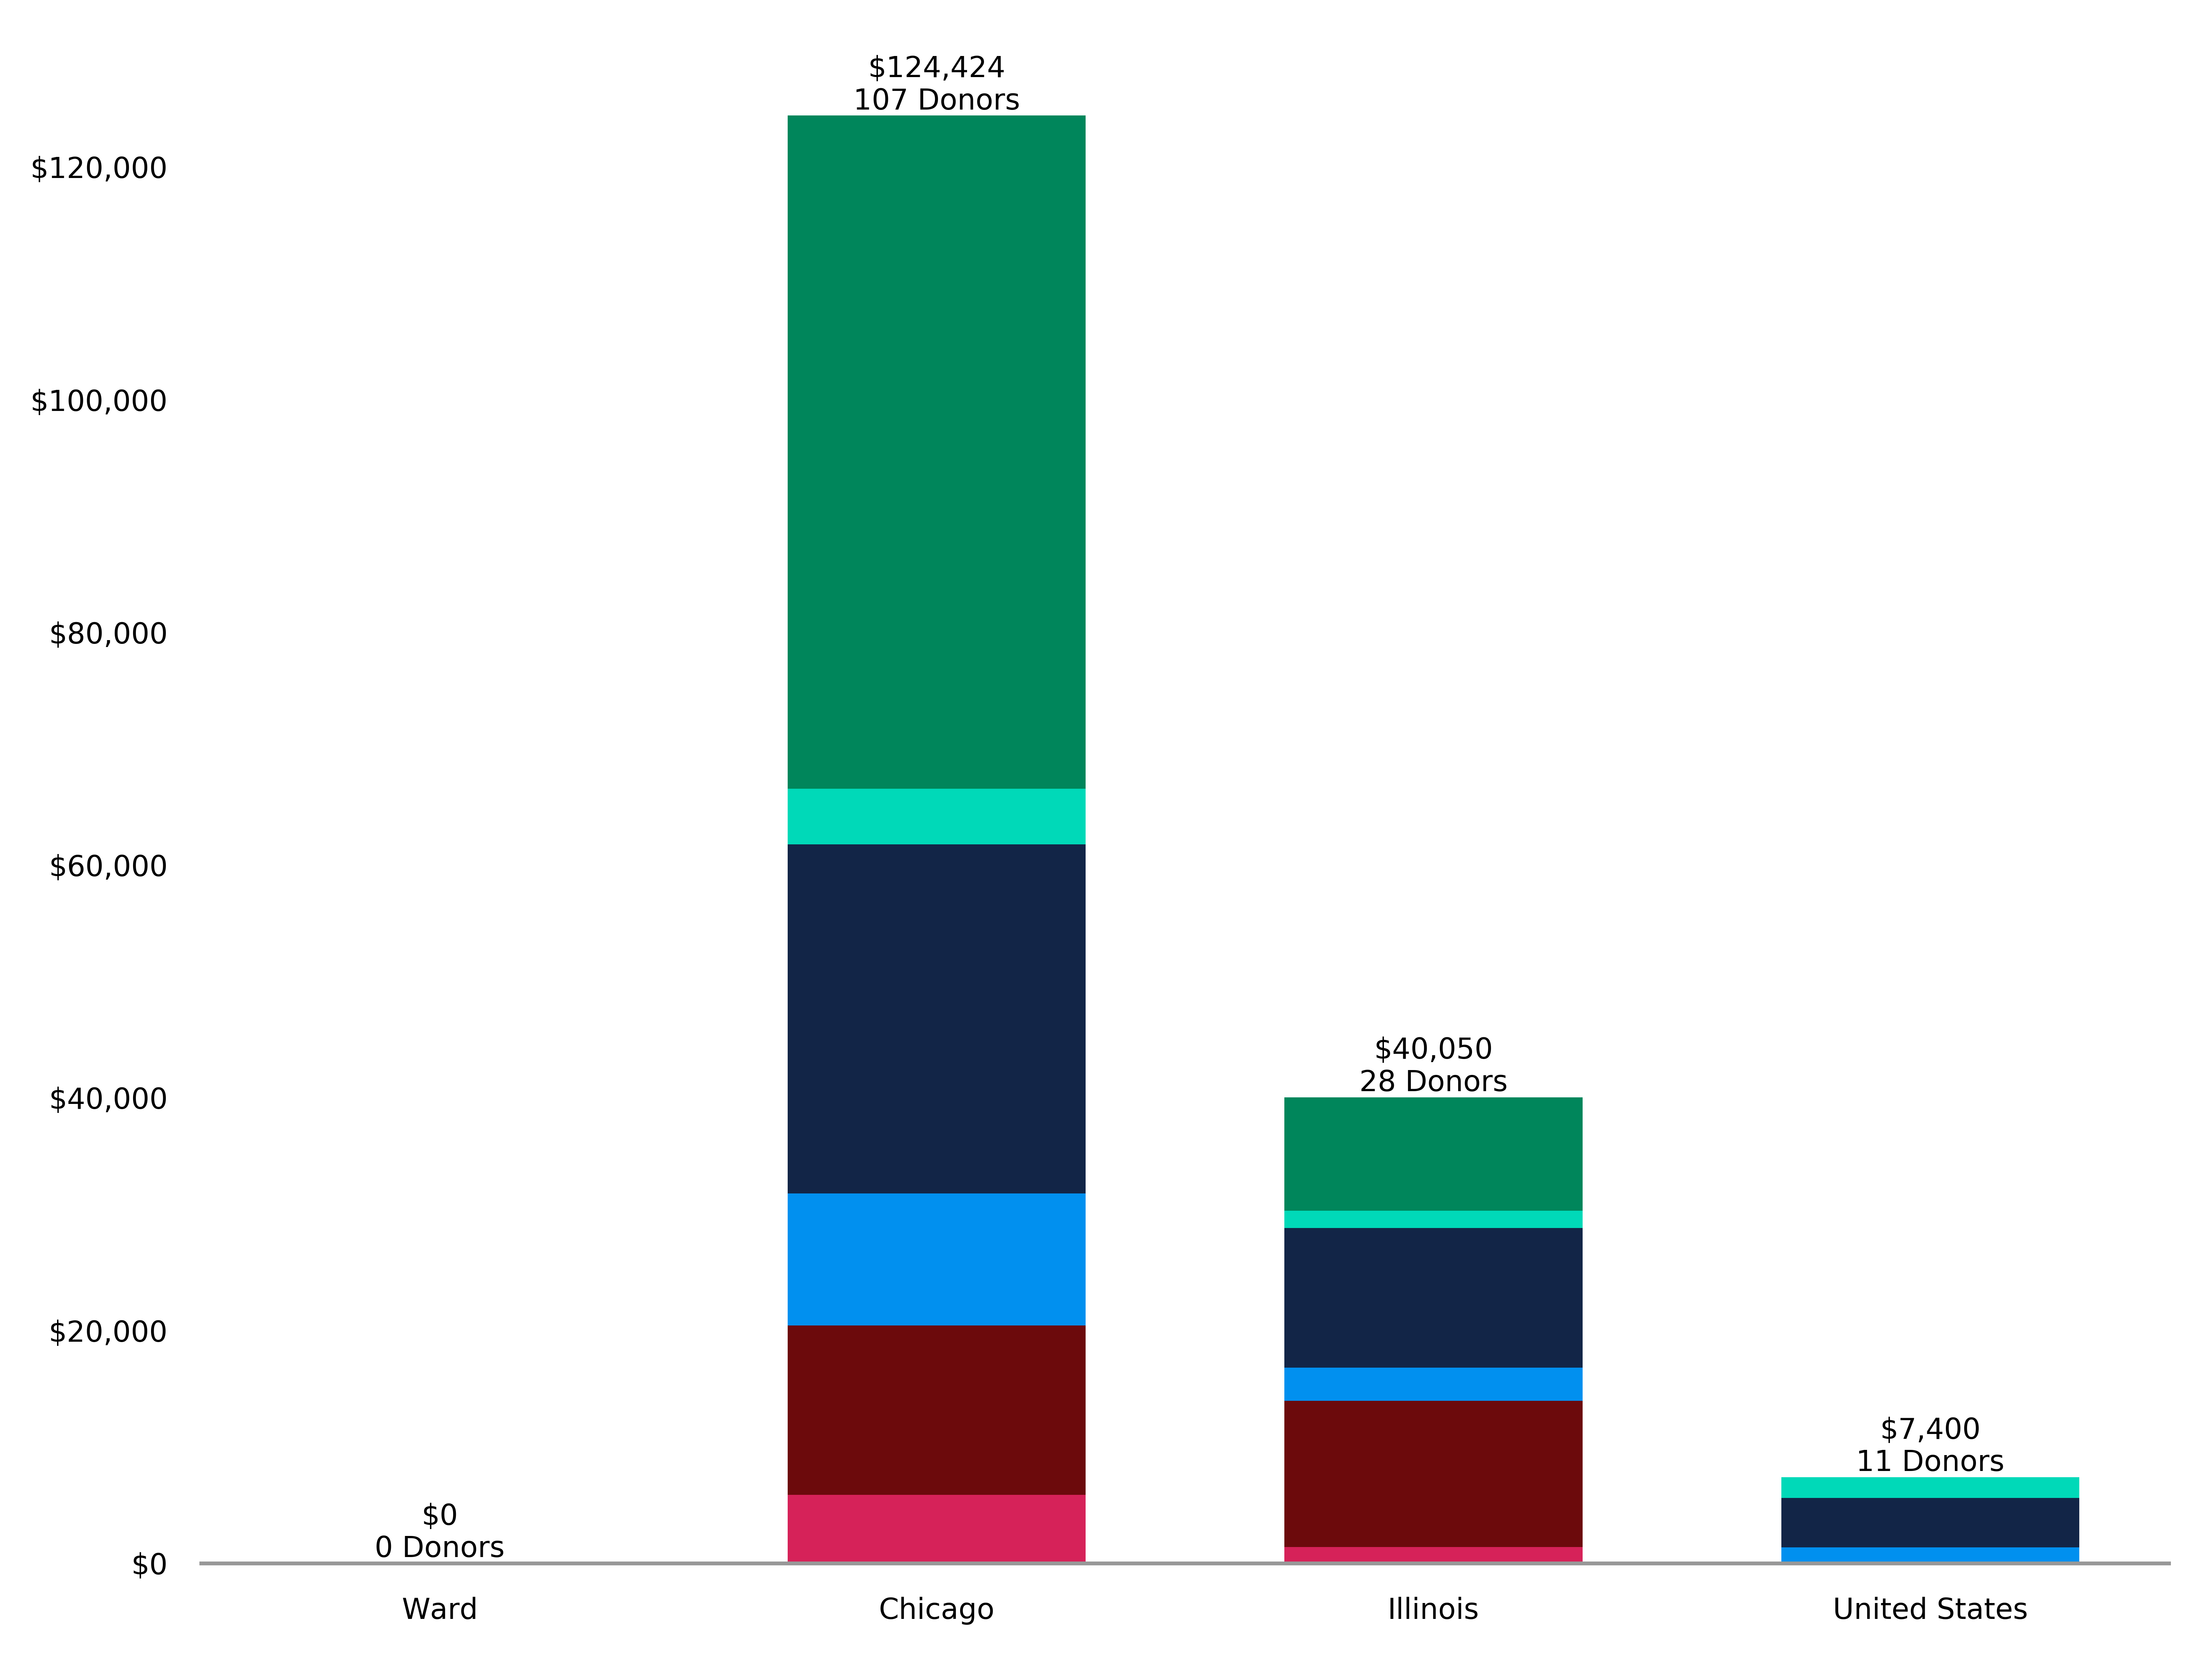 $124,424
107 Donors
$120,000
$100,000
$80,000
$60,000
$40,050
28 Donors
$40,000
$20,000
$7,400
11 Donors
$0
0 Donors
$0
Ward
Chicago
Illinois
United States